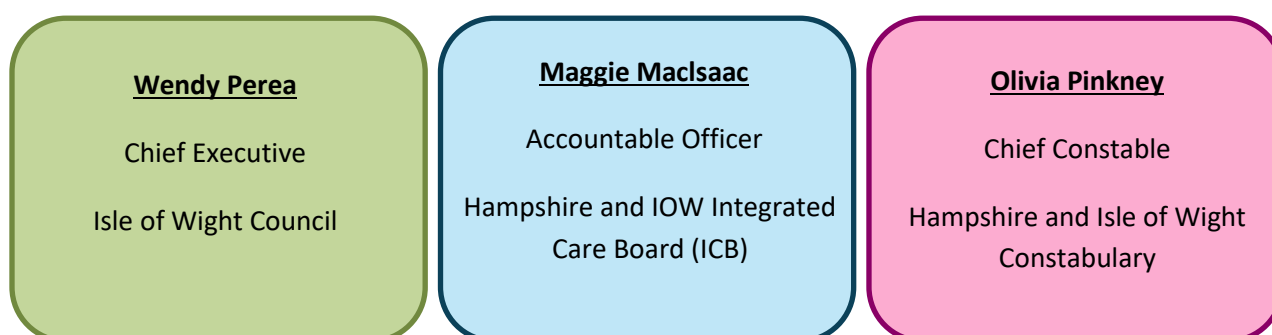 Wendy Perea
Chief Executive
Isle of Wight Council
Maggie MacIsaac
Accountable Officer
Hampshire and IOW Integrated
Care Board (ICB)
Olivia Pinkney
Chief Constable
Hampshire and Isle of Wight
Constabulary